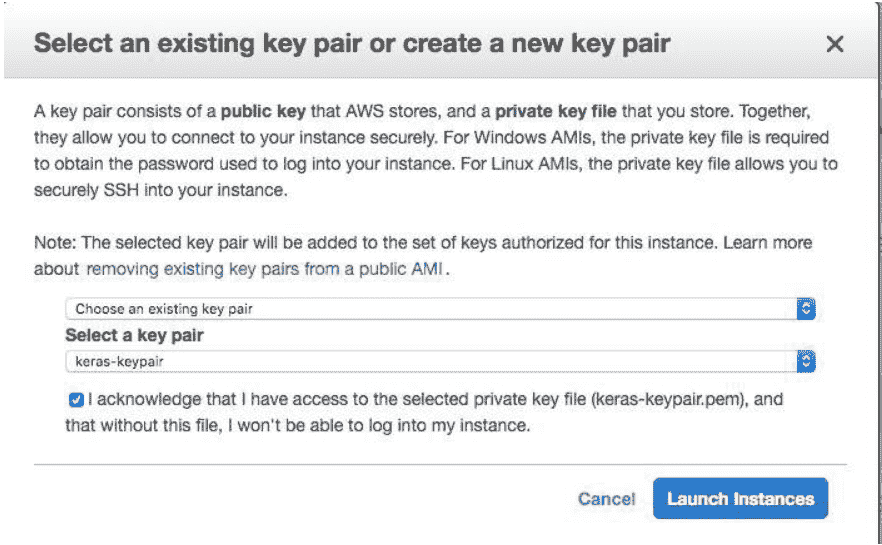 Select an existing key pair or create a new key pair
A key pair consists of a public key that AWS stores, and a private key file that you store. Together,
they allow you to connect to your instance securely. For Windows AMIs, the private key file is required
to obtain the password used to log into your instance. For Linux AMIs, the private key file allows you to
securely SSH into your instance.
Note: The selected key pair will be added to the set of keys authorized for this instance. Learn more
about removing existing key pairs from a public AMI.
Choose an existing key pair
Select a key pair
keras-keypair
I acknowledge that I have access to the selected private key file (keras-keypair.pem), and
that without this file, I won't be able to log into my instance.
Cancel Launch Instances